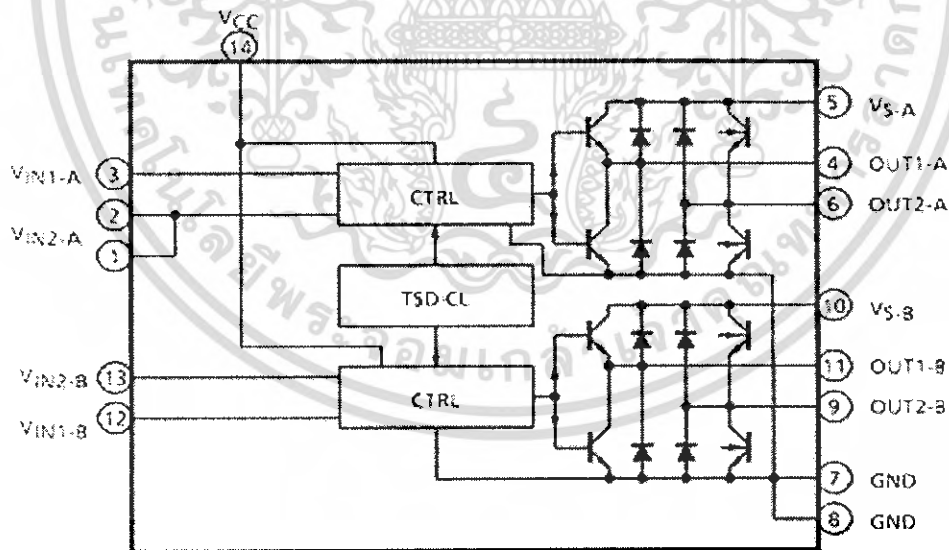 VCC
14
5 VS-A
VIN1-A 3
4 OUT1-A
CTRL
2
6 OUT2-A
VIN2-A
1
TSD·CL
10 VS-B
VIN2-B 13
11 OUT1-B
CTRL
VIN1-B 12
9 OUT2-B
7 GND
8 GND